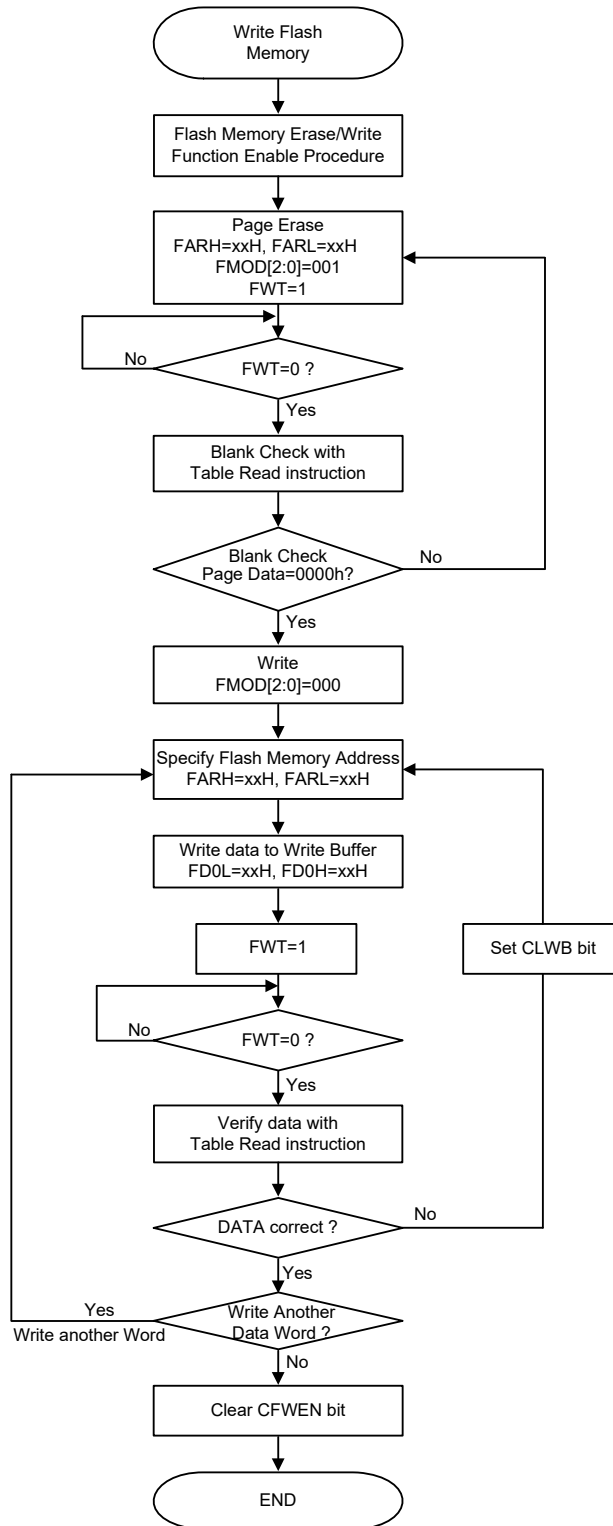 Write Flash
Memory
Flash Memory Erase/Write
Function Enable Procedure
Page Erase
FARH=xxH, FARL=xxH
FMOD[2:0]=001
FWT=1
No
FWT=0 ?
Yes
Blank Check with
Table Read instruction
Blank Check
Page Data=0000h?
No
Yes
Write
FMOD[2:0]=000
Specify Flash Memory Address
FARH=xxH, FARL=xxH
Write data to Write Buffer
FD0L=xxH, FD0H=xxH
FWT=1
Set CLWB bit
No
FWT=0 ?
Yes
Verify data with
Table Read instruction
DATA correct ?
No
Yes
Yes
Write another Word
Write Another
Data Word ?
No
Clear CFWEN bit
END